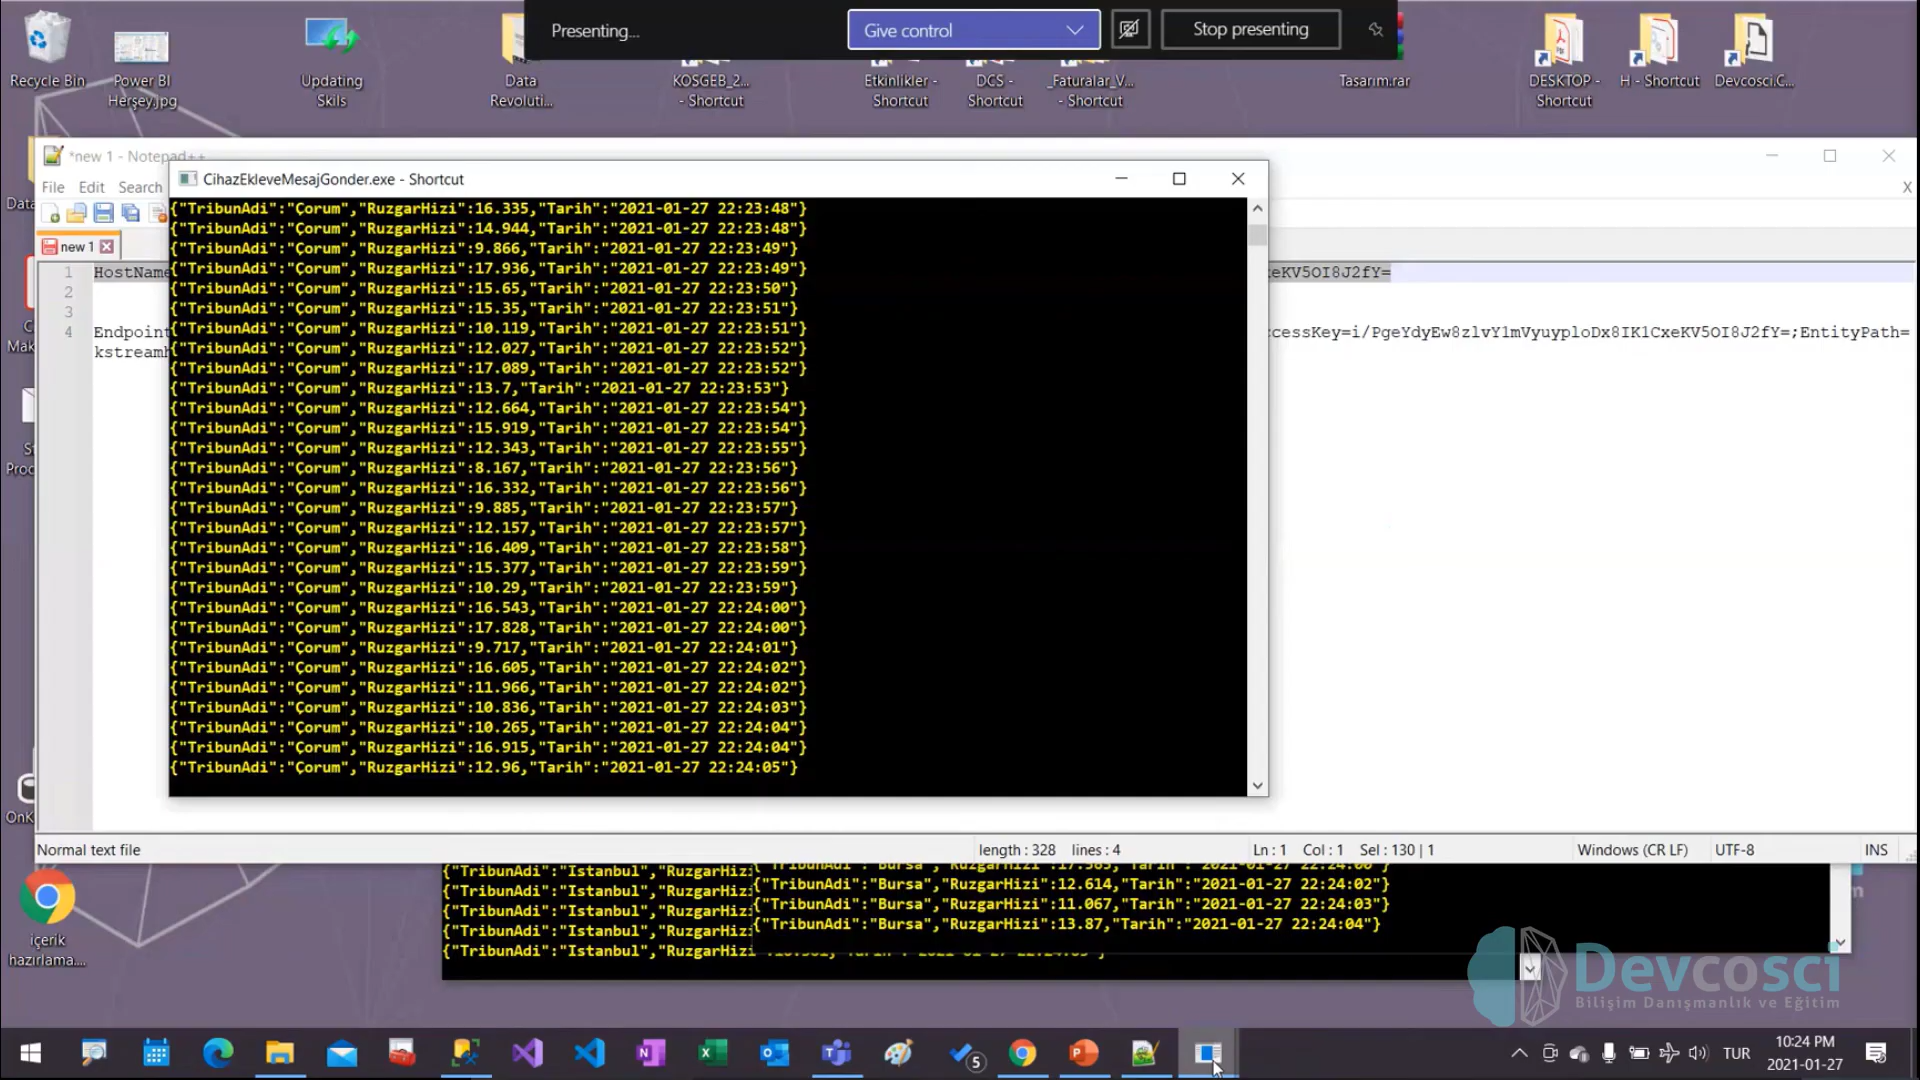 Presenting...
Give control
Stop presenting
Recycle Bin
Power BI
Herşey.jpg
Updating
Skils
Data
Revoluti...
KOSGEB_2...
- Shortcut
Etkinlikler -
Shortcut
DCS -
Shortcut
_Faturalar_V...
- Shortcut
Tasarım.rar
DESKTOP -
Shortcut
H - Shortcut
Devcosci.C...
*new 1 - Notepad++
File Edit Search
X
new 1
CihazEkleveMesajGonder.exe - Shortcut
1 HostName
2
3
4 Endpoint
kstreamh
xeKV5OI8J2fY=
ccessKey=i/PgeYdyEw8zlvY1mVyuyploDx8IK1CxeKV5OI8J2fY=;EntityPath=
{"TribunAdi":"Çorum","RuzgarHizi":16.335,"Tarih":"2021-01-27 22:23:48"}
{"TribunAdi":"Çorum","RuzgarHizi":14.944,"Tarih":"2021-01-27 22:23:48"}
{"TribunAdi":"Çorum","RuzgarHizi":9.866,"Tarih":"2021-01-27 22:23:49"}
{"TribunAdi":"Çorum","RuzgarHizi":17.936,"Tarih":"2021-01-27 22:23:49"}
{"TribunAdi":"Çorum","RuzgarHizi":15.65,"Tarih":"2021-01-27 22:23:50"}
{"TribunAdi":"Çorum","RuzgarHizi":15.35,"Tarih":"2021-01-27 22:23:51"}
{"TribunAdi":"Çorum","RuzgarHizi":10.119,"Tarih":"2021-01-27 22:23:51"}
{"TribunAdi":"Çorum","RuzgarHizi":12.027,"Tarih":"2021-01-27 22:23:52"}
{"TribunAdi":"Çorum","RuzgarHizi":17.089,"Tarih":"2021-01-27 22:23:52"}
{"TribunAdi":"Çorum","RuzgarHizi":13.7,"Tarih":"2021-01-27 22:23:53"}
{"TribunAdi":"Çorum","RuzgarHizi":12.664,"Tarih":"2021-01-27 22:23:54"}
{"TribunAdi":"Çorum","RuzgarHizi":15.919,"Tarih":"2021-01-27 22:23:54"}
{"TribunAdi":"Çorum","RuzgarHizi":12.343,"Tarih":"2021-01-27 22:23:55"}
{"TribunAdi":"Çorum","RuzgarHizi":8.167,"Tarih":"2021-01-27 22:23:56"}
{"TribunAdi":"Çorum","RuzgarHizi":16.332,"Tarih":"2021-01-27 22:23:56"}
{"TribunAdi":"Çorum","RuzgarHizi":9.885,"Tarih":"2021-01-27 22:23:57"}
{"TribunAdi":"Çorum","RuzgarHizi":12.157,"Tarih":"2021-01-27 22:23:57"}
{"TribunAdi":"Çorum","RuzgarHizi":16.409,"Tarih":"2021-01-27 22:23:58"}
{"TribunAdi":"Çorum","RuzgarHizi":15.377,"Tarih":"2021-01-27 22:23:59"}
{"TribunAdi":"Çorum","RuzgarHizi":10.29,"Tarih":"2021-01-27 22:23:59"}
{"TribunAdi":"Çorum","RuzgarHizi":16.543,"Tarih":"2021-01-27 22:24:00"}
{"TribunAdi":"Çorum","RuzgarHizi":17.828,"Tarih":"2021-01-27 22:24:00"}
{"TribunAdi":"Çorum","RuzgarHizi":9.717,"Tarih":"2021-01-27 22:24:01"}
{"TribunAdi":"Çorum","RuzgarHizi":16.605,"Tarih":"2021-01-27 22:24:02"}
{"TribunAdi":"Çorum","RuzgarHizi":11.966,"Tarih":"2021-01-27 22:24:02"}
{"TribunAdi":"Çorum","RuzgarHizi":10.836,"Tarih":"2021-01-27 22:24:03"}
{"TribunAdi":"Çorum","RuzgarHizi":10.265,"Tarih":"2021-01-27 22:24:04"}
{"TribunAdi":"Çorum","RuzgarHizi":16.915,"Tarih":"2021-01-27 22:24:04"}
{"TribunAdi":"Çorum","RuzgarHizi":12.96,"Tarih":"2021-01-27 22:24:05"}
Normal text file
length : 328 lines : 4
Ln : 1 Col : 1 Sel : 130 | 1
Windows (CR LF)
UTF-8
INS
{"TribunAdi":"Istanbul","RuzgarHizi
{"TribunAdi":"Istanbul","RuzgarHizi
{"TribunAdi":"Istanbul","RuzgarHizi
{"TribunAdi":"Istanbul","RuzgarHizi
{"TribunAdi":"Istanbul","RuzgarHizi
{"TribunAdi":"Bursa","RuzgarHizi":12.614,"Tarih":"2021-01-27 22:24:02"}
{"TribunAdi":"Bursa","RuzgarHizi":11.067,"Tarih":"2021-01-27 22:24:03"}
{"TribunAdi":"Bursa","RuzgarHizi":13.87,"Tarih":"2021-01-27 22:24:04"}
içerik
hazırlama....
Devcosci
Bilişim Danışmanlık ve Eğitim
5
TUR
10:24 PM
2021-01-27